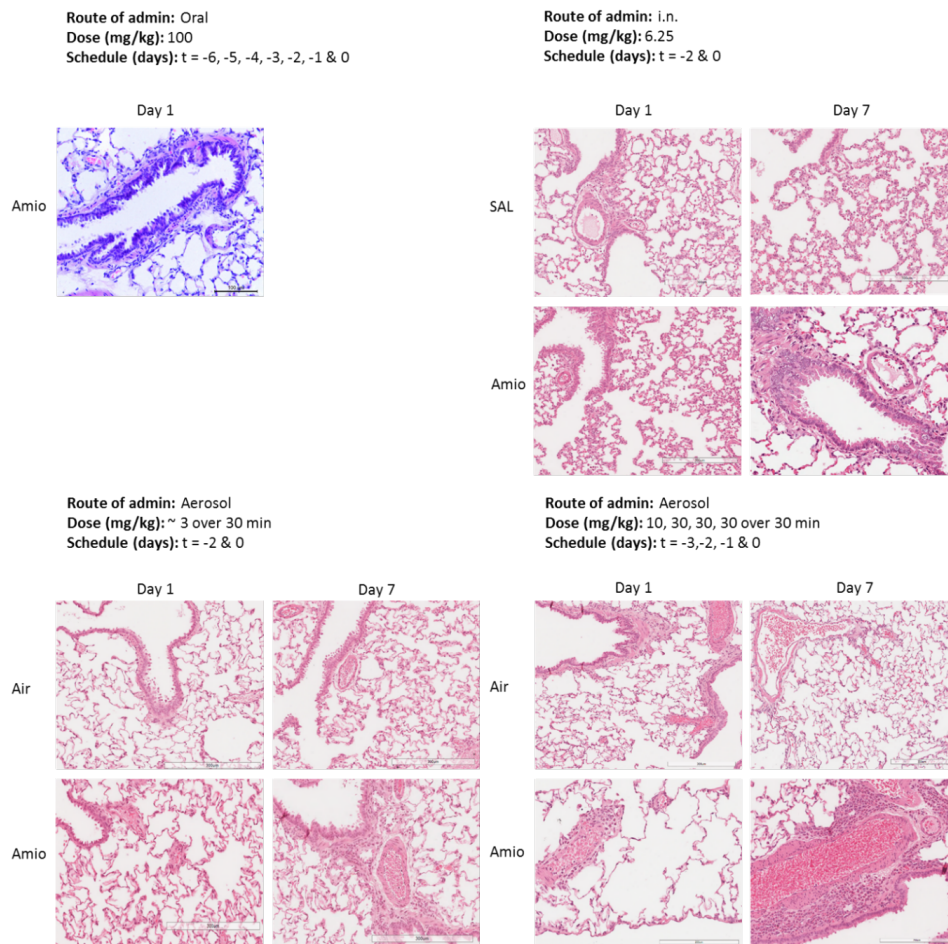 Route of admin: Oral
Dose (mg/kg): 100
Schedule (days): t = -6, -5, -4, -3, -2, -1 & 0
Day 1
Amio
Route of admin: i.n.
Dose (mg/kg): 6.25
Schedule (days): t = -2 & 0
Day 1
Day 7
SAL
Amio
Route of admin: Aerosol
Dose (mg/kg): ~ 3 over 30 min
Schedule (days): t = -2 & 0
Day 1
Day 7
Air
Amio
Route of admin: Aerosol
Dose (mg/kg): 10, 30, 30, 30 over 30 min
Schedule (days): t = -3,-2, -1 & 0
Day 1
Day 7
Air
Amio